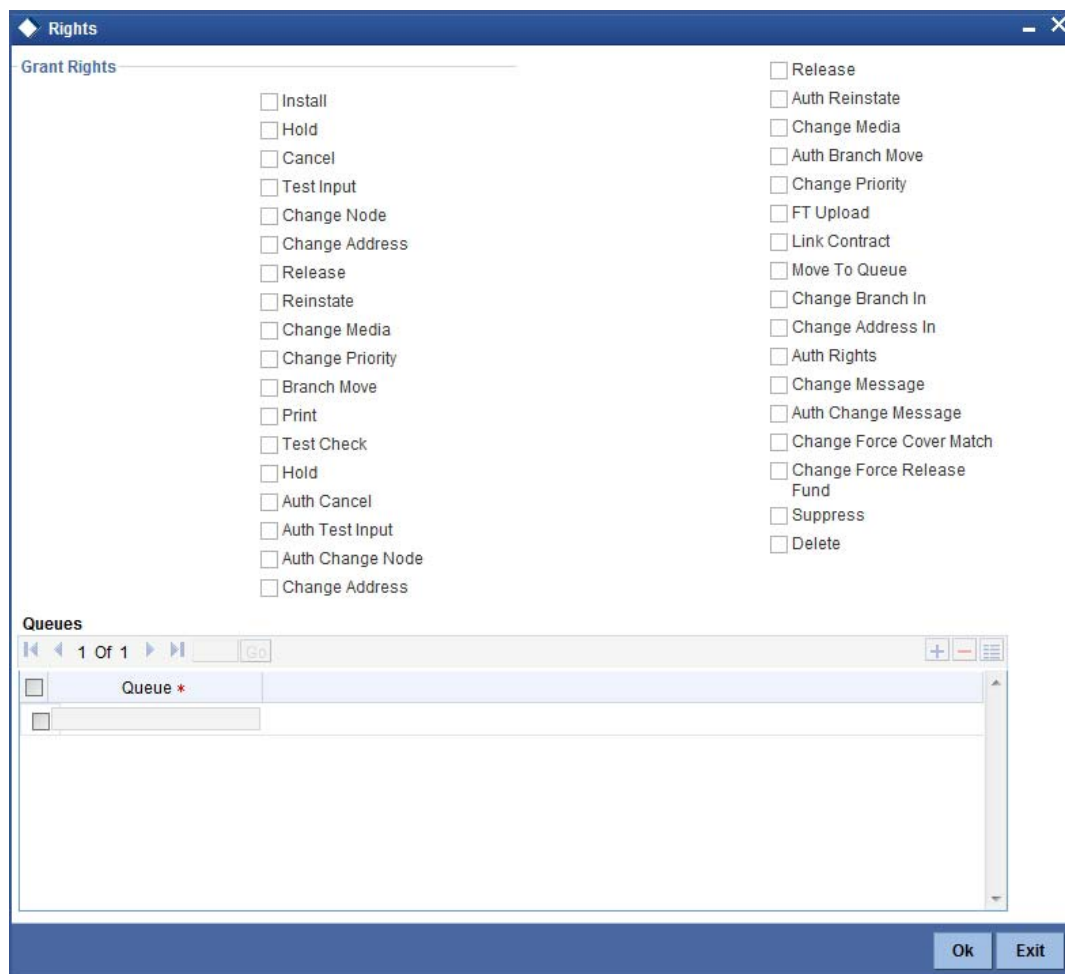 Rights
Grant Rights
Install
Hold
Cancel
Test Input
Change Node
Change Address
Release
Reinstate
Change Media
Change Priority
Branch Move
Print
Test Check
Hold
Auth Cancel
Auth Test Input
Auth Change Node
Change Address
Release
Auth Reinstate
Change Media
Auth Branch Move
Change Priority
FT Upload
Link Contract
Move To Queue
Change Branch In
Change Address In
Auth Rights
Change Message
Auth Change Message
Change Force Cover Match
Change Force Release
Fund
Suppress
Delete
Queues
1 Of 1 Go
Queue *
Ok Exit